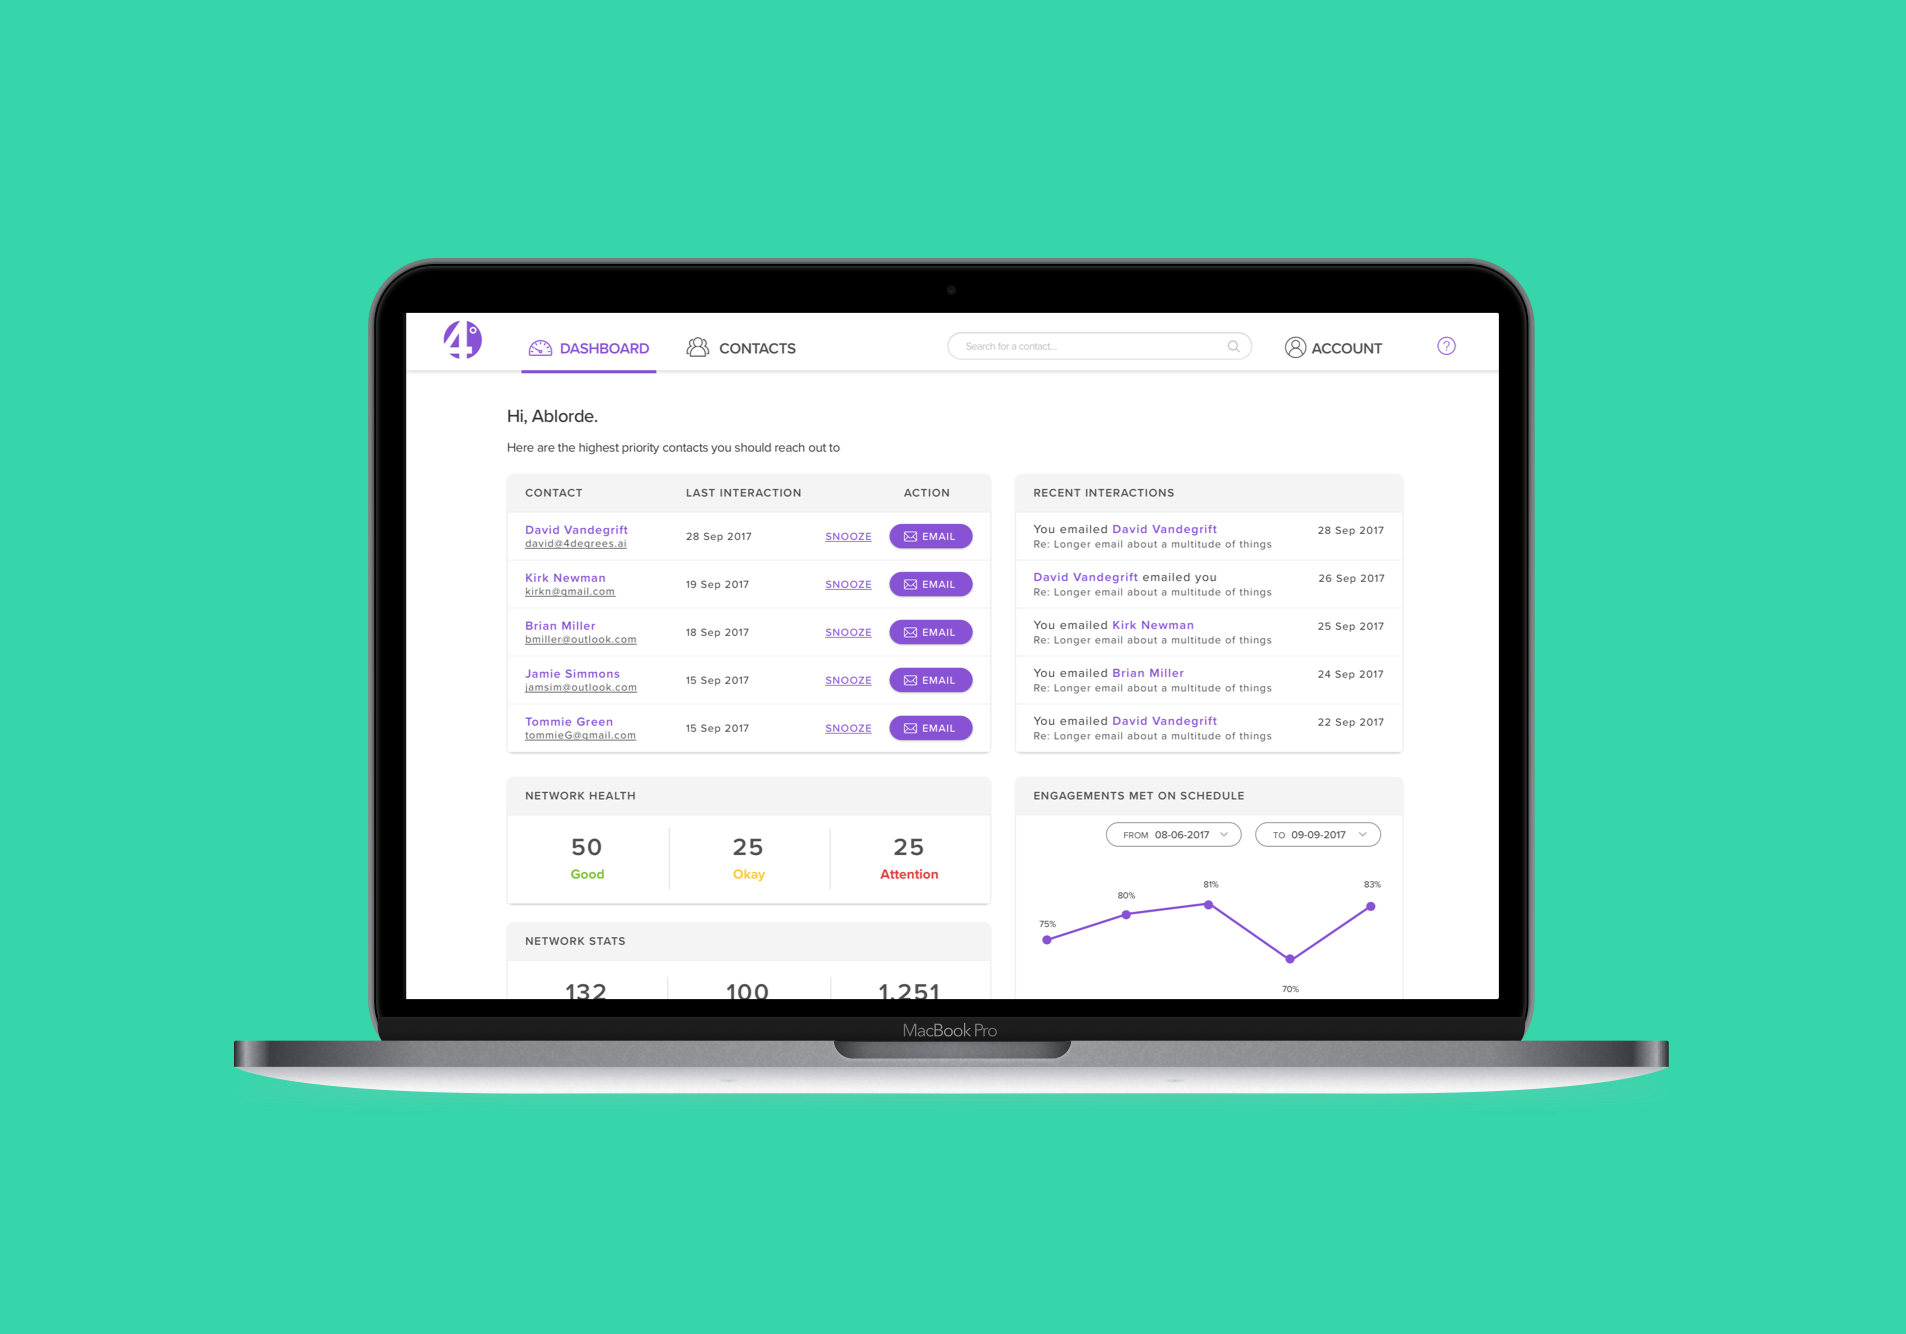 4°
DASHBOARD
CONTACTS
Search for a contact...
ACCOUNT
?
Hi, Ablorde.
Here are the highest priority contacts you should reach out to
CONTACT LAST INTERACTION ACTION
David Vandegrift
david@4degrees.ai
28 Sep 2017 SNOOZE EMAIL
Kirk Newman
kirkn@gmail.com
19 Sep 2017 SNOOZE EMAIL
Brian Miller
bmiller@outlook.com
18 Sep 2017 SNOOZE EMAIL
Jamie Simmons
jamsim@outlook.com
15 Sep 2017 SNOOZE EMAIL
Tommie Green
tommieG@gmail.com
15 Sep 2017 SNOOZE EMAIL
RECENT INTERACTIONS
You emailed David Vandegrift
Re: Longer email about a multitude of things
28 Sep 2017
David Vandegrift emailed you
Re: Longer email about a multitude of things
26 Sep 2017
You emailed Kirk Newman
Re: Longer email about a multitude of things
25 Sep 2017
You emailed Brian Miller
Re: Longer email about a multitude of things
24 Sep 2017
You emailed David Vandegrift
Re: Longer email about a multitude of things
22 Sep 2017
NETWORK HEALTH
50 25 25
Good Okay Attention
NETWORK STATS
132 100 1,251
ENGAGEMENTS MET ON SCHEDULE
FROM 08-06-2017 TO 09-09-2017
75% 80% 81% 70% 83%
MacBook Pro